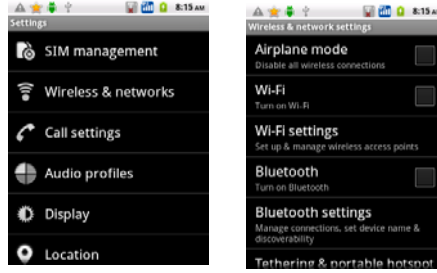 8:15 AM
Settings
SIM management
Wireless & networks
Call settings
Audio profiles
Display
Location
8:15 A
Wireless & network settings
Airplane mode
Disable all wireless connections
Wi-Fi
Turn on Wi-Fi
Wi-Fi settings
Set up & manage wireless access points
Bluetooth
Turn on Bluetooth
Bluetooth settings
Manage connections, set device name &
discoverability
Tethering & portable hotspot